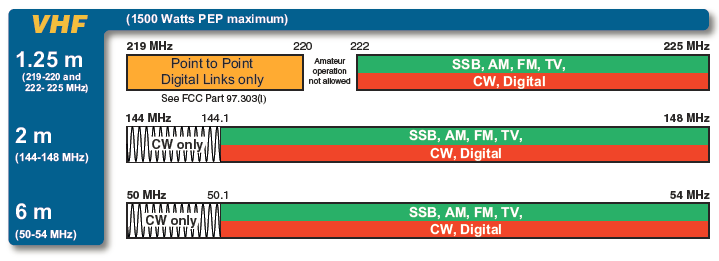 VHF
(1500 Watts PEP maximum)
1.25 m
(219-220 and
222- 225 MHz)
219 MHz 220 222 225 MHz
Point to Point
Digital Links only
Amateur
operation
not allowed
SSB, AM, FM, TV,
CW, Digital
See FCC Part 97.303(l)
2 m
(144-148 MHz)
144 MHz 144.1 148 MHz
CW only
SSB, AM, FM, TV,
CW, Digital
6 m
(50-54 MHz)
50 MHz 50.1 54 MHz
CW only
SSB, AM, FM, TV,
CW, Digital